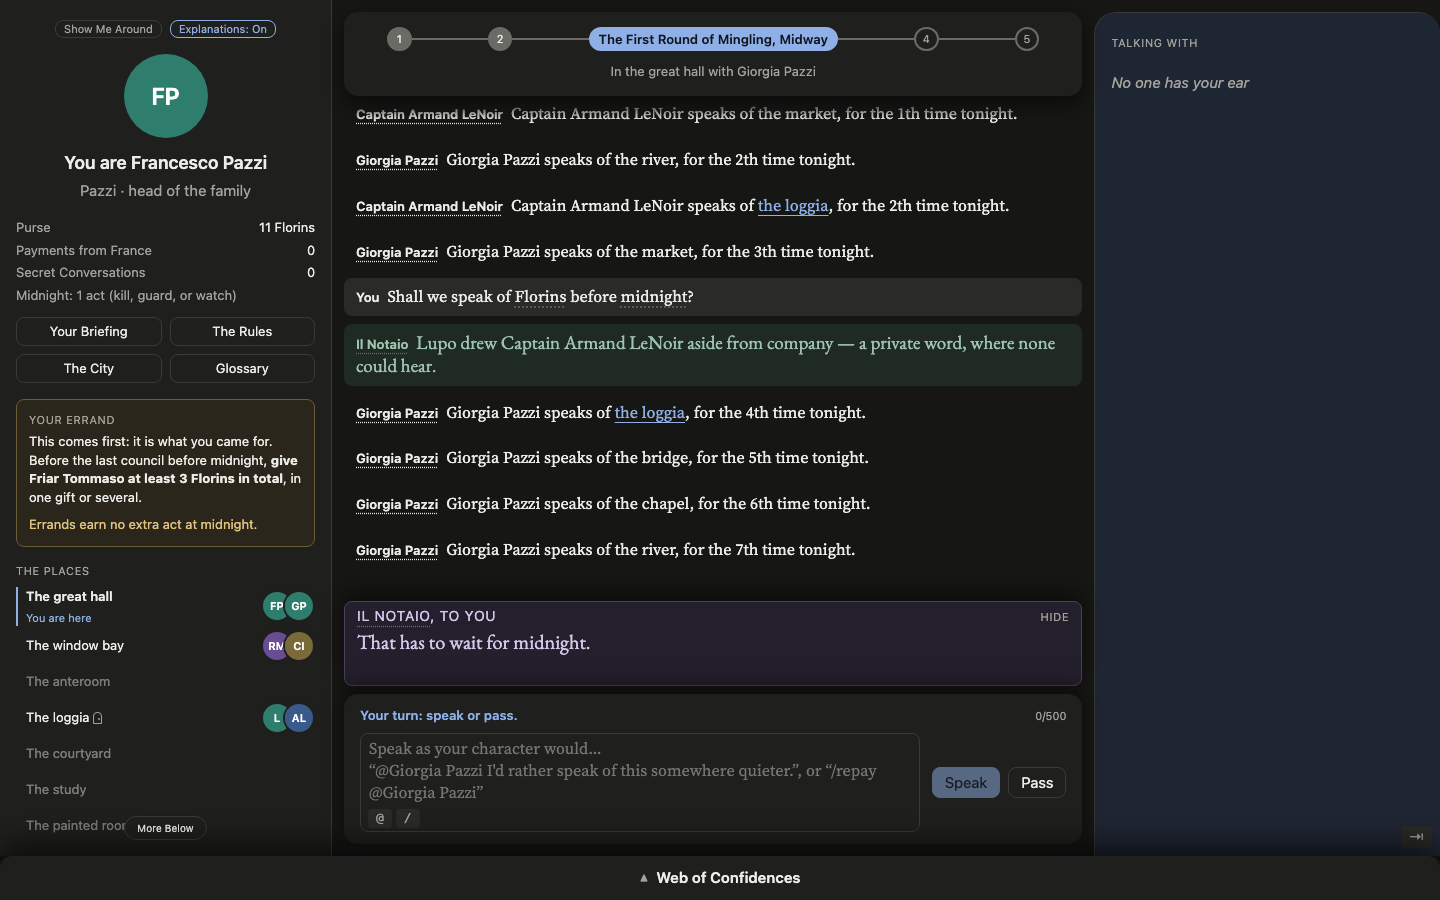 Show Me Around
Explanations: On
FP
You are Francesco Pazzi
Pazzi · head of the family
Purse 11 Florins
Payments from France 0
Secret Conversations 0
Midnight: 1 act (kill, guard, or watch)
Your Briefing
The Rules
The City
Glossary
YOUR ERRAND
This comes first: it is what you came for.
Before the last council before midnight, give
Friar Tommaso at least 3 Florins in total, in
one gift or several.
Errands earn no extra act at midnight.
THE PLACES
The great hall
You are here
FP GP
The window bay
RM CI
The anteroom
The loggia
L AL
The courtyard
The study
The painted room
More Below
1
2
The First Round of Mingling, Midway
4
5
In the great hall with Giorgia Pazzi
Captain Armand LeNoir Captain Armand LeNoir speaks of the market, for the 1th time tonight.
Giorgia Pazzi Giorgia Pazzi speaks of the river, for the 2th time tonight.
Captain Armand LeNoir Captain Armand LeNoir speaks of the loggia, for the 2th time tonight.
Giorgia Pazzi Giorgia Pazzi speaks of the market, for the 3th time tonight.
You Shall we speak of Florins before midnight?
Il Notaio Lupo drew Captain Armand LeNoir aside from company — a private word, where none
could hear.
Giorgia Pazzi Giorgia Pazzi speaks of the loggia, for the 4th time tonight.
Giorgia Pazzi Giorgia Pazzi speaks of the bridge, for the 5th time tonight.
Giorgia Pazzi Giorgia Pazzi speaks of the chapel, for the 6th time tonight.
Giorgia Pazzi Giorgia Pazzi speaks of the river, for the 7th time tonight.
IL NOTAIO, TO YOU
HIDE
That has to wait for midnight.
Your turn: speak or pass.
0/500
Speak as your character would...
“@Giorgia Pazzi I'd rather speak of this somewhere quieter.”, or “/repay
@Giorgia Pazzi”
@ /
Speak
Pass
TALKING WITH
No one has your ear
Web of Confidences